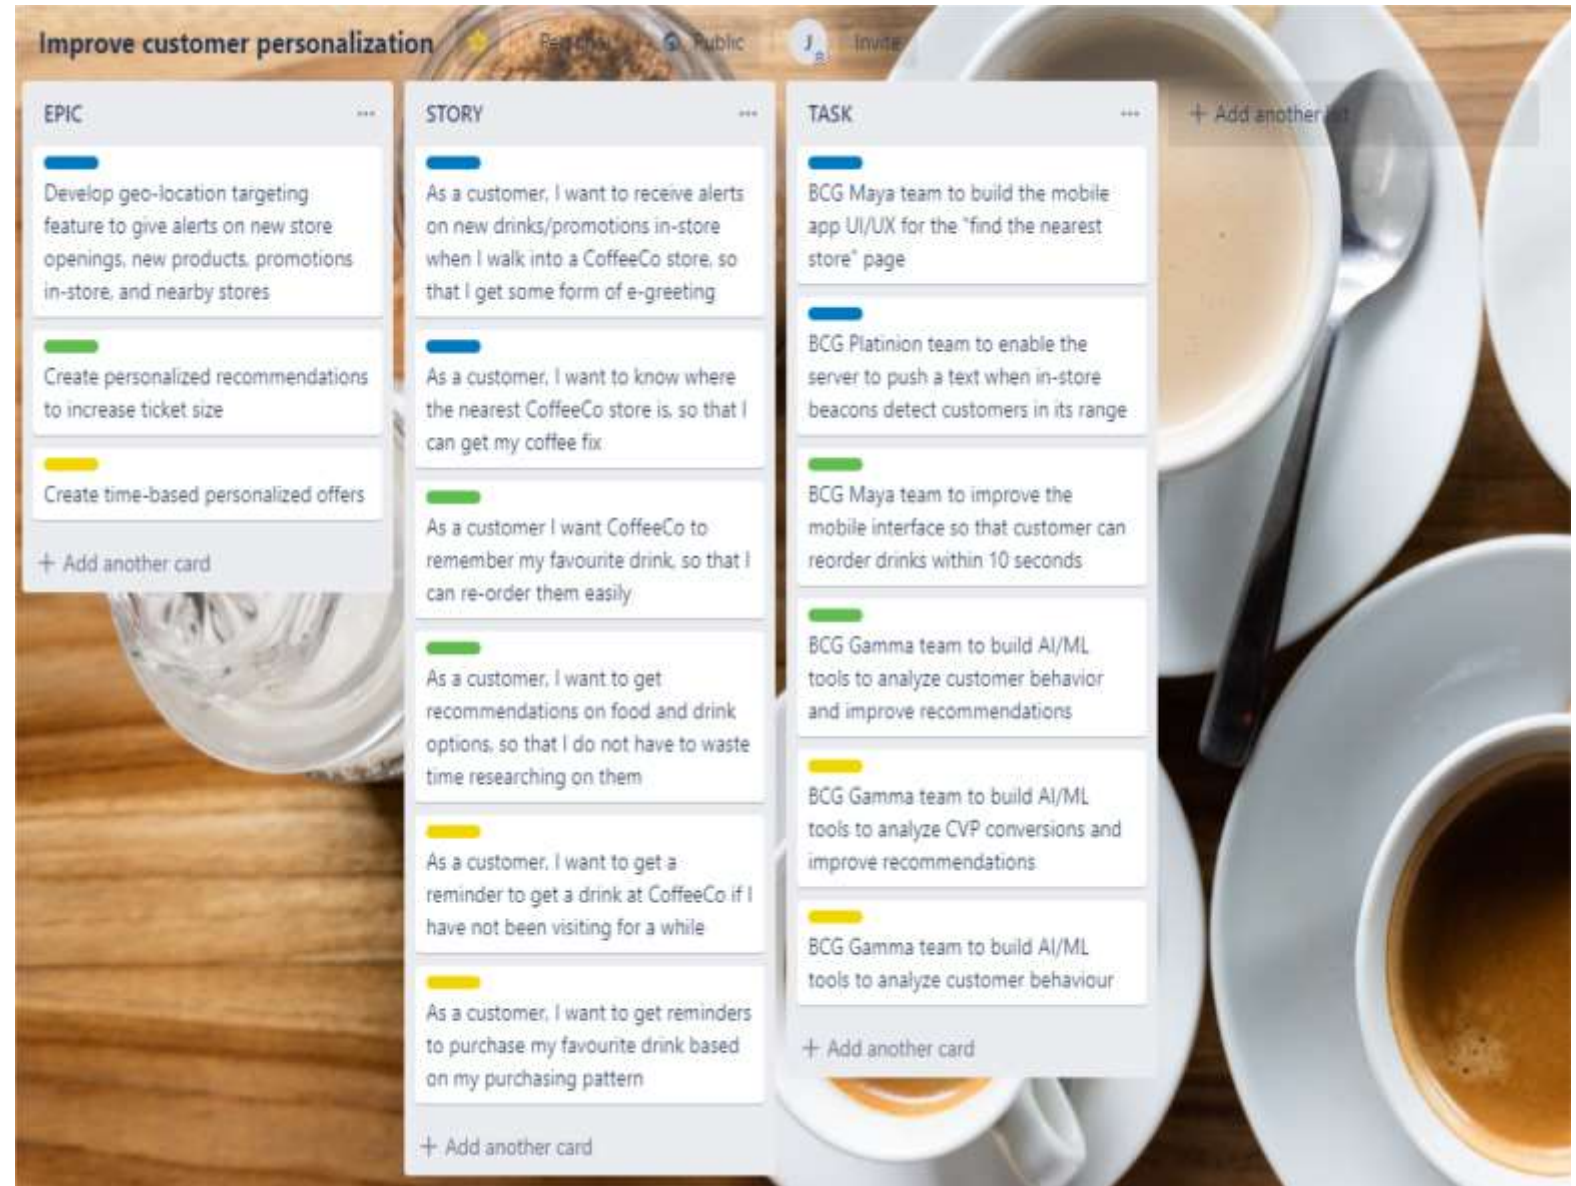 Improve customer personalization
Public
J
Invite
EPIC
Develop geo-location targeting
feature to give alerts on new store
openings, new products, promotions
in-store, and nearby stores
Create personalized recommendations
to increase ticket size
Create time-based personalized offers
+ Add another card
STORY
As a customer, I want to receive alerts
on new drinks/promotions in-store
when I walk into a CoffeeCo store, so
that I get some form of e-greeting
As a customer, I want to know where
the nearest CoffeeCo store is, so that I
can get my coffee fix
As a customer I want CoffeeCo to
remember my favourite drink, so that I
can re-order them easily
As a customer, I want to get
recommendations on food and drink
options, so that I do not have to waste
time researching on them
As a customer, I want to get a
reminder to get a drink at CoffeeCo if I
have not been visiting for a while
As a customer, I want to get reminders
to purchase my favourite drink based
on my purchasing pattern
+ Add another card
TASK
BCG Maya team to build the mobile
app UI/UX for the "find the nearest
store" page
BCG Platinion team to enable the
server to push a text when in-store
beacons detect customers in its range
BCG Maya team to improve the
mobile interface so that customer can
reorder drinks within 10 seconds
BCG Gamma team to build AI/ML
tools to analyze customer behavior
and improve recommendations
BCG Gamma team to build AI/ML
tools to analyze CVP conversions and
improve recommendations
BCG Gamma team to build AI/ML
tools to analyze customer behaviour
+ Add another card
+ Add another list